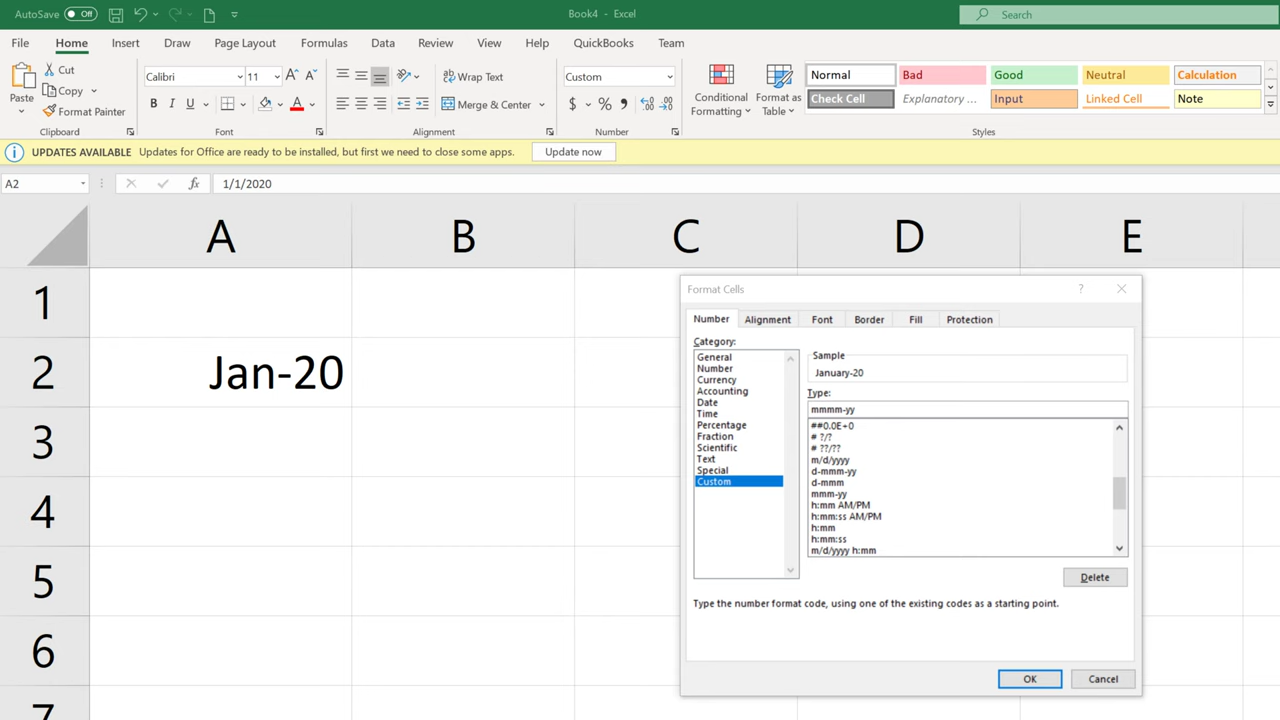 AutoSave Off Book4 - Excel Search
File Home Insert Draw Page Layout Formulas Data Review View Help QuickBooks Team
Paste Cut Copy Format Painter Clipboard
Calibri 11 A A B I U A Font
Wrap Text Merge & Center Alignment
Custom $ % , Number
Conditional Formatting Format as Table
Normal Bad Good Neutral Calculation
Check Cell Explanatory ... Input Linked Cell Note
Styles
UPDATES AVAILABLE Updates for Office are ready to be installed, but first we need to close some apps. Update now
A2 fx 1/1/2020
A B C D E
1
2 Jan-20
3
4
5
6
7
Format Cells ?
Number Alignment Font Border Fill Protection
Category:
General
Number
Currency
Accounting
Date
Time
Percentage
Fraction
Scientific
Text
Special
Custom
Sample
January-20
Type:
mmmm-yy
##0.0E+0
# ?/?
# ??/??
m/d/yyyy
d-mmm-yy
d-mmm
mmm-yy
h:mm AM/PM
h:mm:ss AM/PM
h:mm
h:mm:ss
m/d/yyyy h:mm
Delete
Type the number format code, using one of the existing codes as a starting point.
OK Cancel